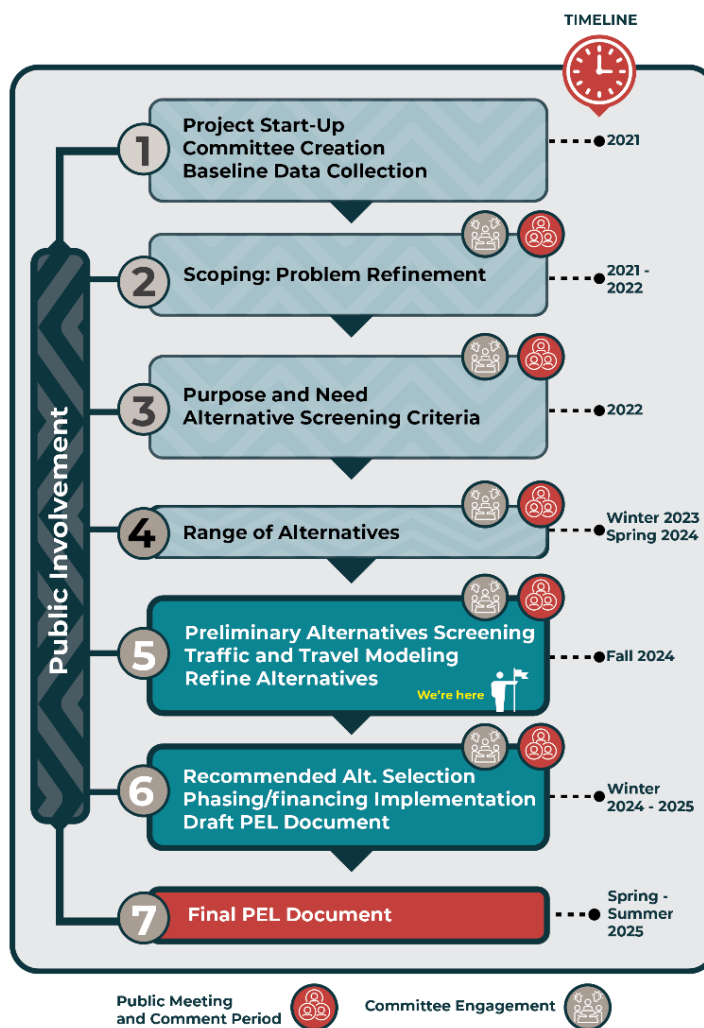 TIMELINE
1
Project Start-Up
Committee Creation
Baseline Data Collection
2021
2
Scoping: Problem Refinement
2021 -
2022
3
Purpose and Need
Alternative Screening Criteria
2022
4
Range of Alternatives
Winter 2023
Spring 2024
5
Preliminary Alternatives Screening
Traffic and Travel Modeling
Refine Alternatives
We're here
Fall 2024
6
Recommended Alt. Selection
Phasing/financing Implementation
Draft PEL Document
Winter
2024 - 2025
7
Final PEL Document
Spring -
Summer
2025
Public Involvement
Public Meeting
and Comment Period
Committee Engagement